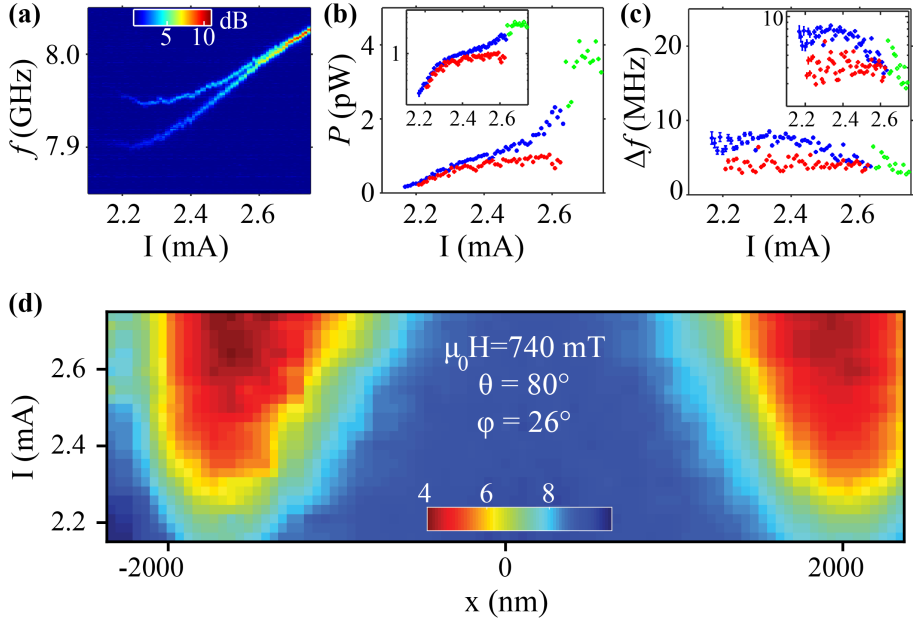 (a)
dB
5 10
8.0
7.9
f (GHz)
2.2 2.4 2.6
I (mA)
(b)
4
2
0
P (pW)
1
2.2 2.4 2.6
2.2 2.4 2.6
I (mA)
(c)
20
10
0
Δf (MHz)
10
2.2 2.4 2.6
2.2 2.4 2.6
I (mA)
(d)
2.6
2.4
2.2
I (mA)
μ0H=740 mT
θ = 80°
φ = 26°
4 6 8
-2000 0 2000
x (nm)